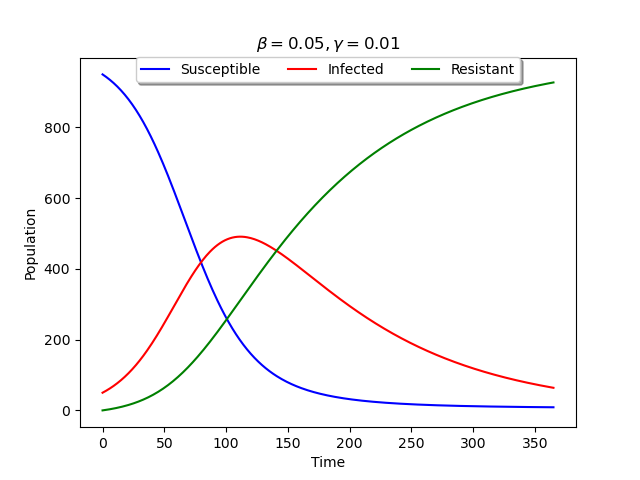 β = 0.05, γ = 0.01
Susceptible Infected Resistant
Population
800
600
400
200
0
0 50 100 150 200 250 300 350
Time